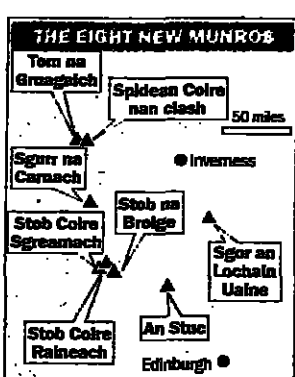 THE EIGHT NEW MUNROS
Tom na
Gruagaich
Spidean Coire
nan clash
50 miles
Inverness
Sgurr na
Carnach
Stob na
Broige
Stob Coire
Sgreamach
Sgor an
Lochain
Uaine
Stob Coire
Raineach
An Stuc
Edinburgh